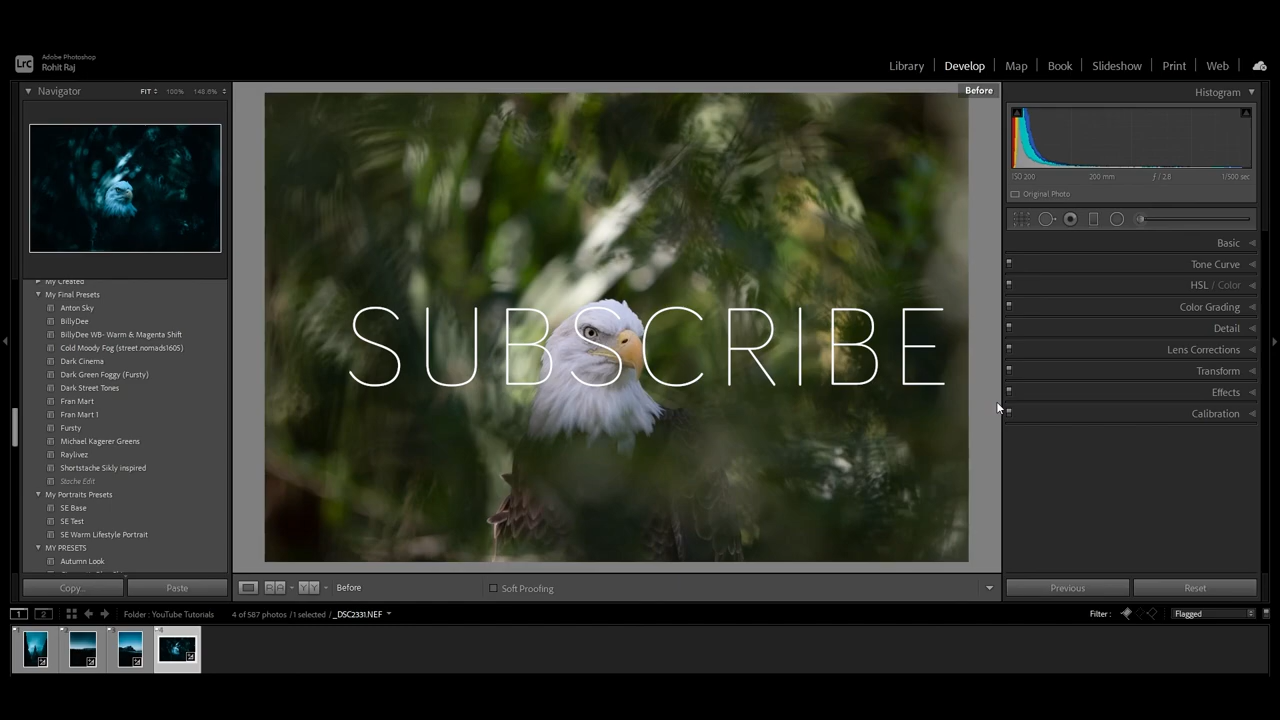 Lrc
Adobe Photoshop
Rohit Raj
Library | Develop | Map | Book | Slideshow | Print | Web
Navigator FIT 100% 148.6%
Before
Histogram
ISO 200 200 mm ƒ / 2.8 1/500 sec
Original Photo
Basic
Tone Curve
HSL / Color
Color Grading
Detail
Lens Corrections
Transform
Effects
Calibration
My Created
My Final Presets
Anton Sky
BillyDee
BillyDee WB- Warm & Magenta Shift
Cold Moody Fog (street.nomads1605)
Dark Cinema
Dark Green Foggy (Fursty)
Dark Street Tones
Fran Mart
Fran Mart 1
Fursty
Michael Kagerer Greens
Raylivez
Shortstache Sikly inspired
Stache Edit
My Portraits Presets
SE Base
SE Test
SE Warm Lifestyle Portrait
MY PRESETS
Autumn Look
SUBSCRIBE
Copy... Paste
Before
Soft Proofing
Previous Reset
1 2 Folder : YouTube Tutorials 4 of 587 photos / 1 selected / _DSC2331.NEF
Filter : Flagged